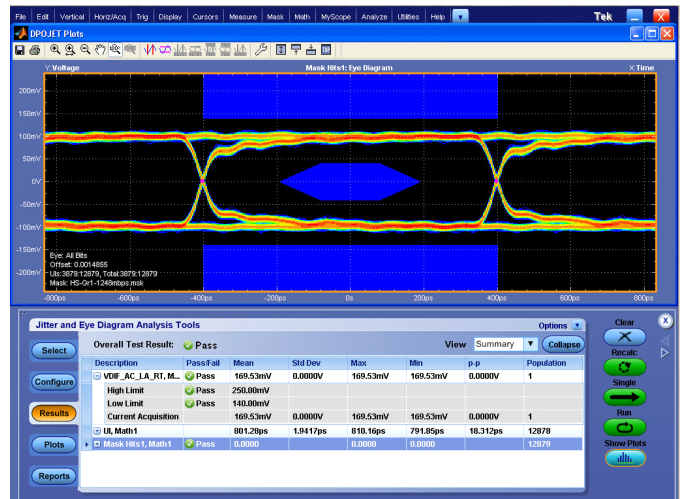 File Edit Vertical Horiz/Acq Trig Display Cursors Measure Mask Math MyScope Analyze Utilities Help Tek
DPOJET Plots
Y: Voltage Mask Hits1: Eye Diagram X: Time
200mV
150mV
100mV
50mV
0V
-50mV
-100mV
-150mV
-200mV
Eye: All Bits
Offset: 0.0014855
UIs:3879:12879, Total:3879:12879
Mask: HS-Gr1-1248mbps.msk
-800ps -600ps -400ps -200ps 0s 200ps 400ps 600ps 800ps
Jitter and Eye Diagram Analysis Tools Options Clear X
Select Overall Test Result: Pass View Summary Collapse Recalc
Description Pass/Fail Mean Std Dev Max Min p-p Population
VDIF_AC_LA_RT, M... Pass 169.53mV 0.0000V 169.53mV 169.53mV 0.0000V 1
Configure High Limit Pass 250.00mV Single
Low Limit Pass 140.00mV
Results Current Acquisition 169.53mV 0.0000V 169.53mV 169.53mV 0.0000V 1 Run
UI, Math1 801.28ps 1.9417ps 810.16ps 791.85ps 18.312ps 12878
Plots Mask Hits1, Math1 Pass 0.0000 0.0000 0.0000 12879 Show Plots
Reports